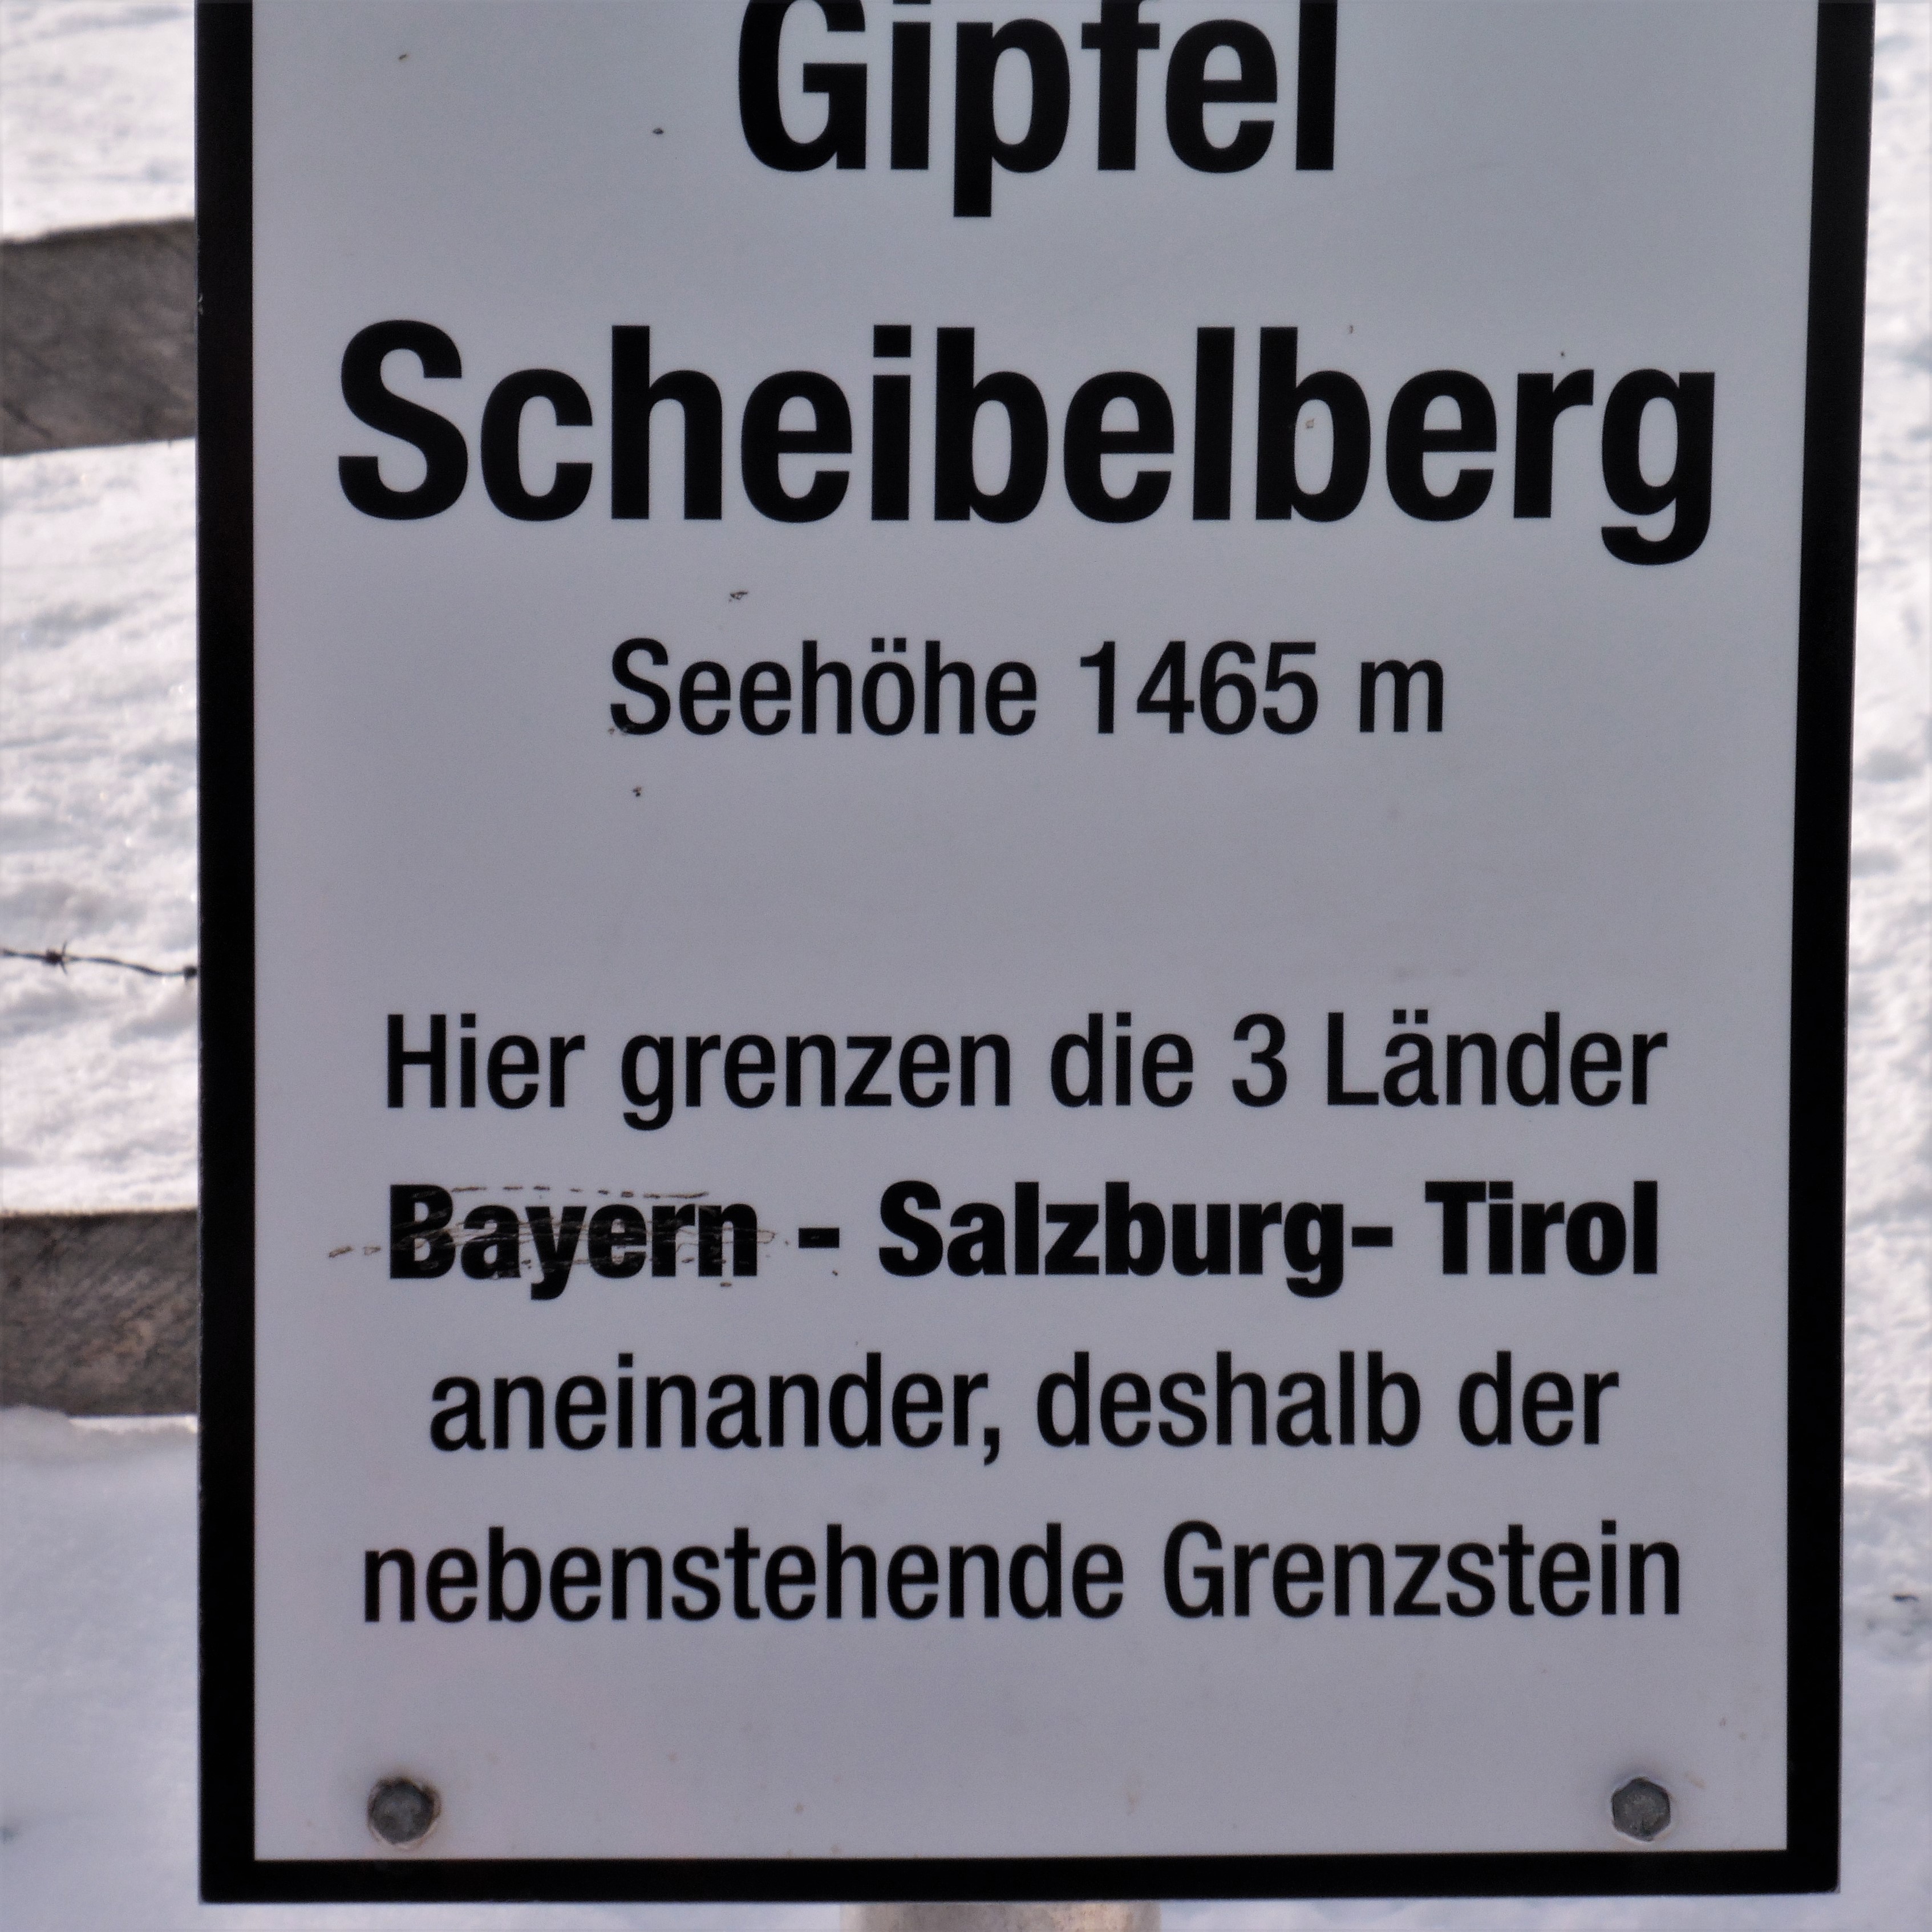 Gipfel
Scheibelberg
Seehöhe 1465 m
Hier grenzen die 3 Länder
Bayern - Salzburg- Tirol
aneinander, deshalb der
nebenstehende Grenzstein